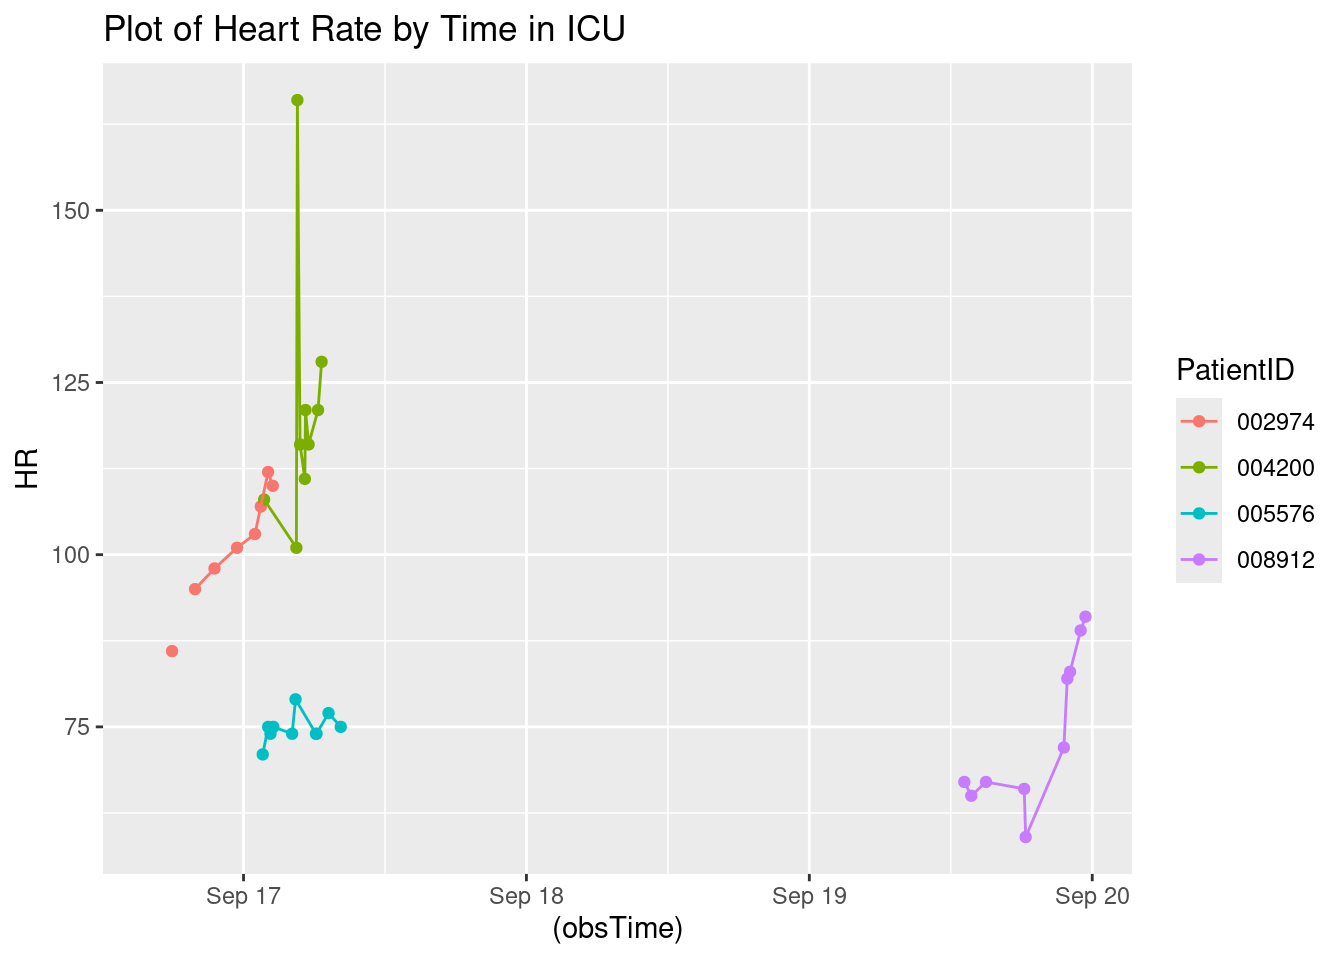 Plot of Heart Rate by Time in ICU
HR
150
125
100
75
Sep 17
Sep 18
Sep 19
Sep 20
(obsTime)
PatientID
002974
004200
005576
008912